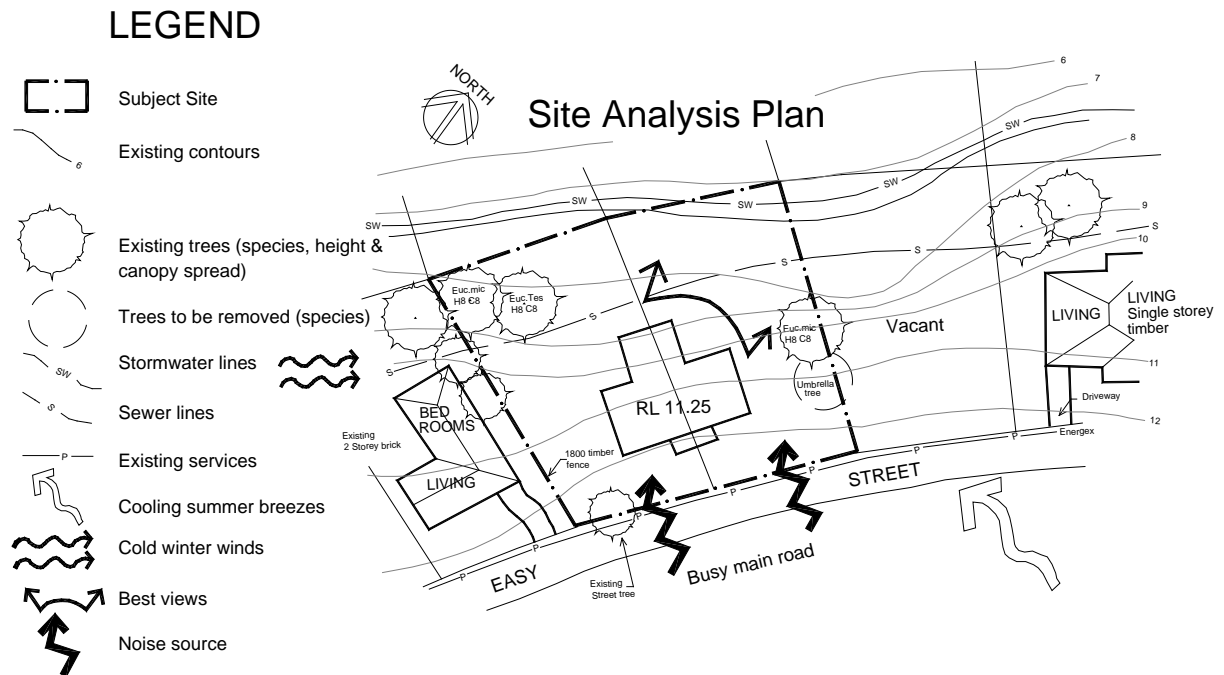 LEGEND
Subject Site
Existing contours
6
Existing trees (species, height &
canopy spread)
Trees to be removed (species)
Stormwater lines
SW
Sewer lines
S
Existing services
P
Cooling summer breezes
Cold winter winds
Best views
Noise source
NORTH
Site Analysis Plan
6
7
SW
8
SW
SW
SW
SW
9
S
10
S
S
S
S
11
12
Euc.mic
H8 C8
Euc.Tes
H8 C8
Euc.mic
H8 C8
Vacant
Umbrella
tree
LIVING
LIVING
Single storey
timber
Driveway
Energex
RL 11.25
BED
ROOMS
Existing
2 Storey brick
LIVING
1800 timber
fence
P
P
P
P
P
P
P
P
EASY
STREET
Busy main road
Existing
Street tree